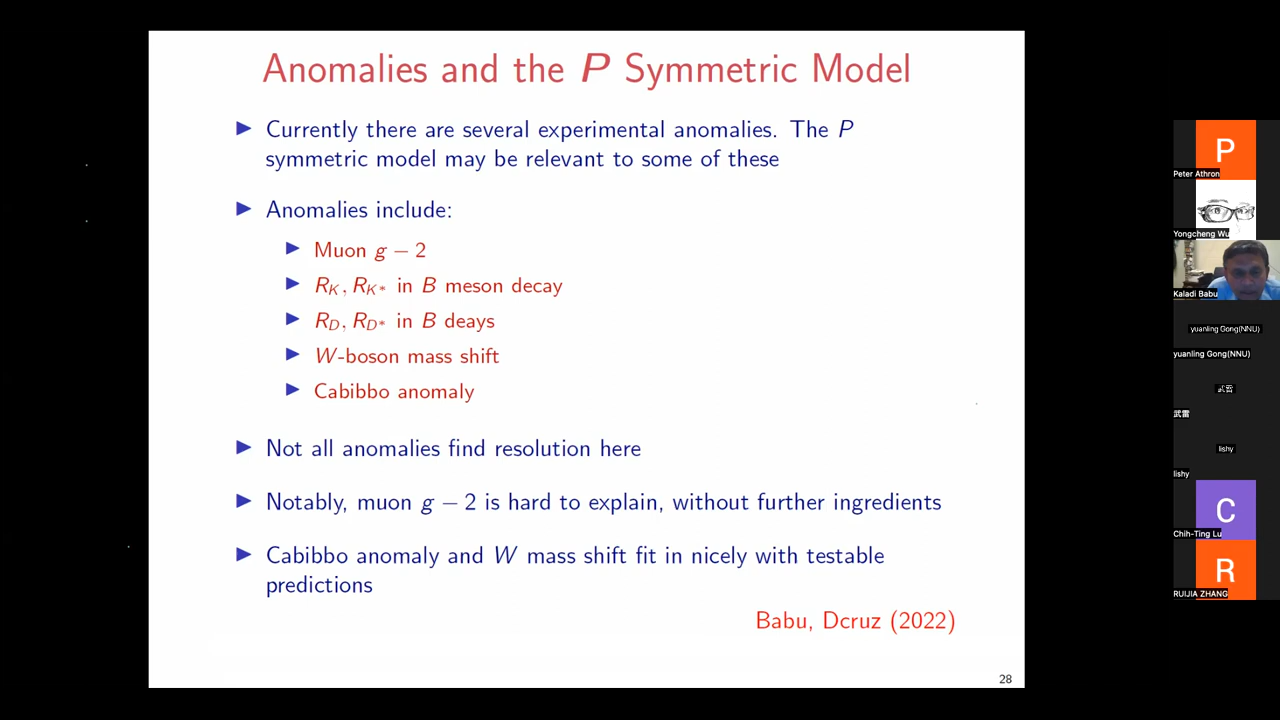 Anomalies and the P Symmetric Model
Currently there are several experimental anomalies. The P
symmetric model may be relevant to some of these
Anomalies include:
Muon g − 2
R_K, R_K* in B meson decay
R_D, R_D* in B deays
W-boson mass shift
Cabibbo anomaly
Not all anomalies find resolution here
Notably, muon g − 2 is hard to explain, without further ingredients
Cabibbo anomaly and W mass shift fit in nicely with testable
predictions
Babu, Dcruz (2022)
28
P
Peter Athron
Yongcheng Wu
Kaladi Babu
yuanling Gong(NNU)
yuanling Gong(NNU)
武雷
武雷
lishy
lishy
C
Chih-Ting Lu
R
RUIJIA ZHANG